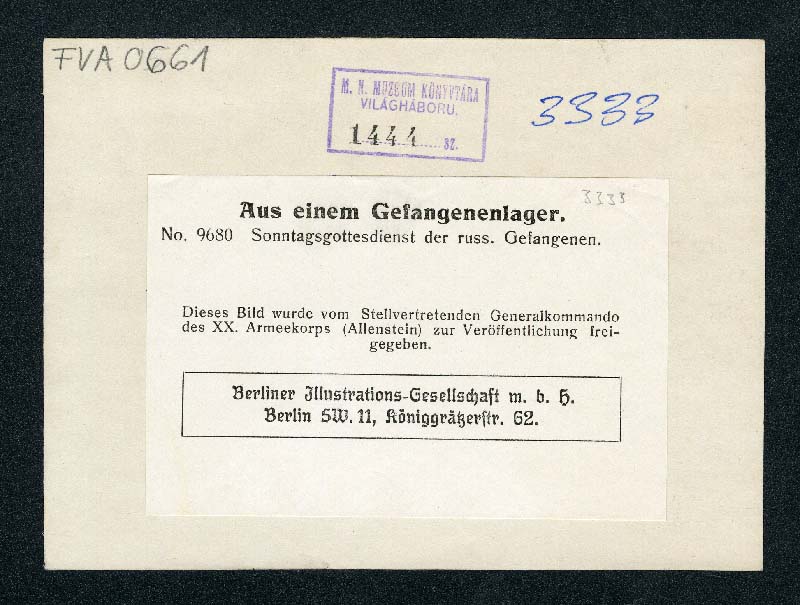 FVA 0661
M. N. MUZEUM KÖNYVTÁRA
VILÁGHÁBORU.
1444 32.
3333
3333
Aus einem Gefangenenlager.
No. 9680 Sonntagsgottesdienst der russ. Gefangenen.
Dieses Bild wurde vom Stellvertretenden Generalkommando
des XX. Armeekorps (Allenstein) zur Veröffentlichung frei-
gegeben.
Berliner Illustrations-Gesellschaft m. b. H.
Berlin SW. 11, Königgrätzerstr. 62.